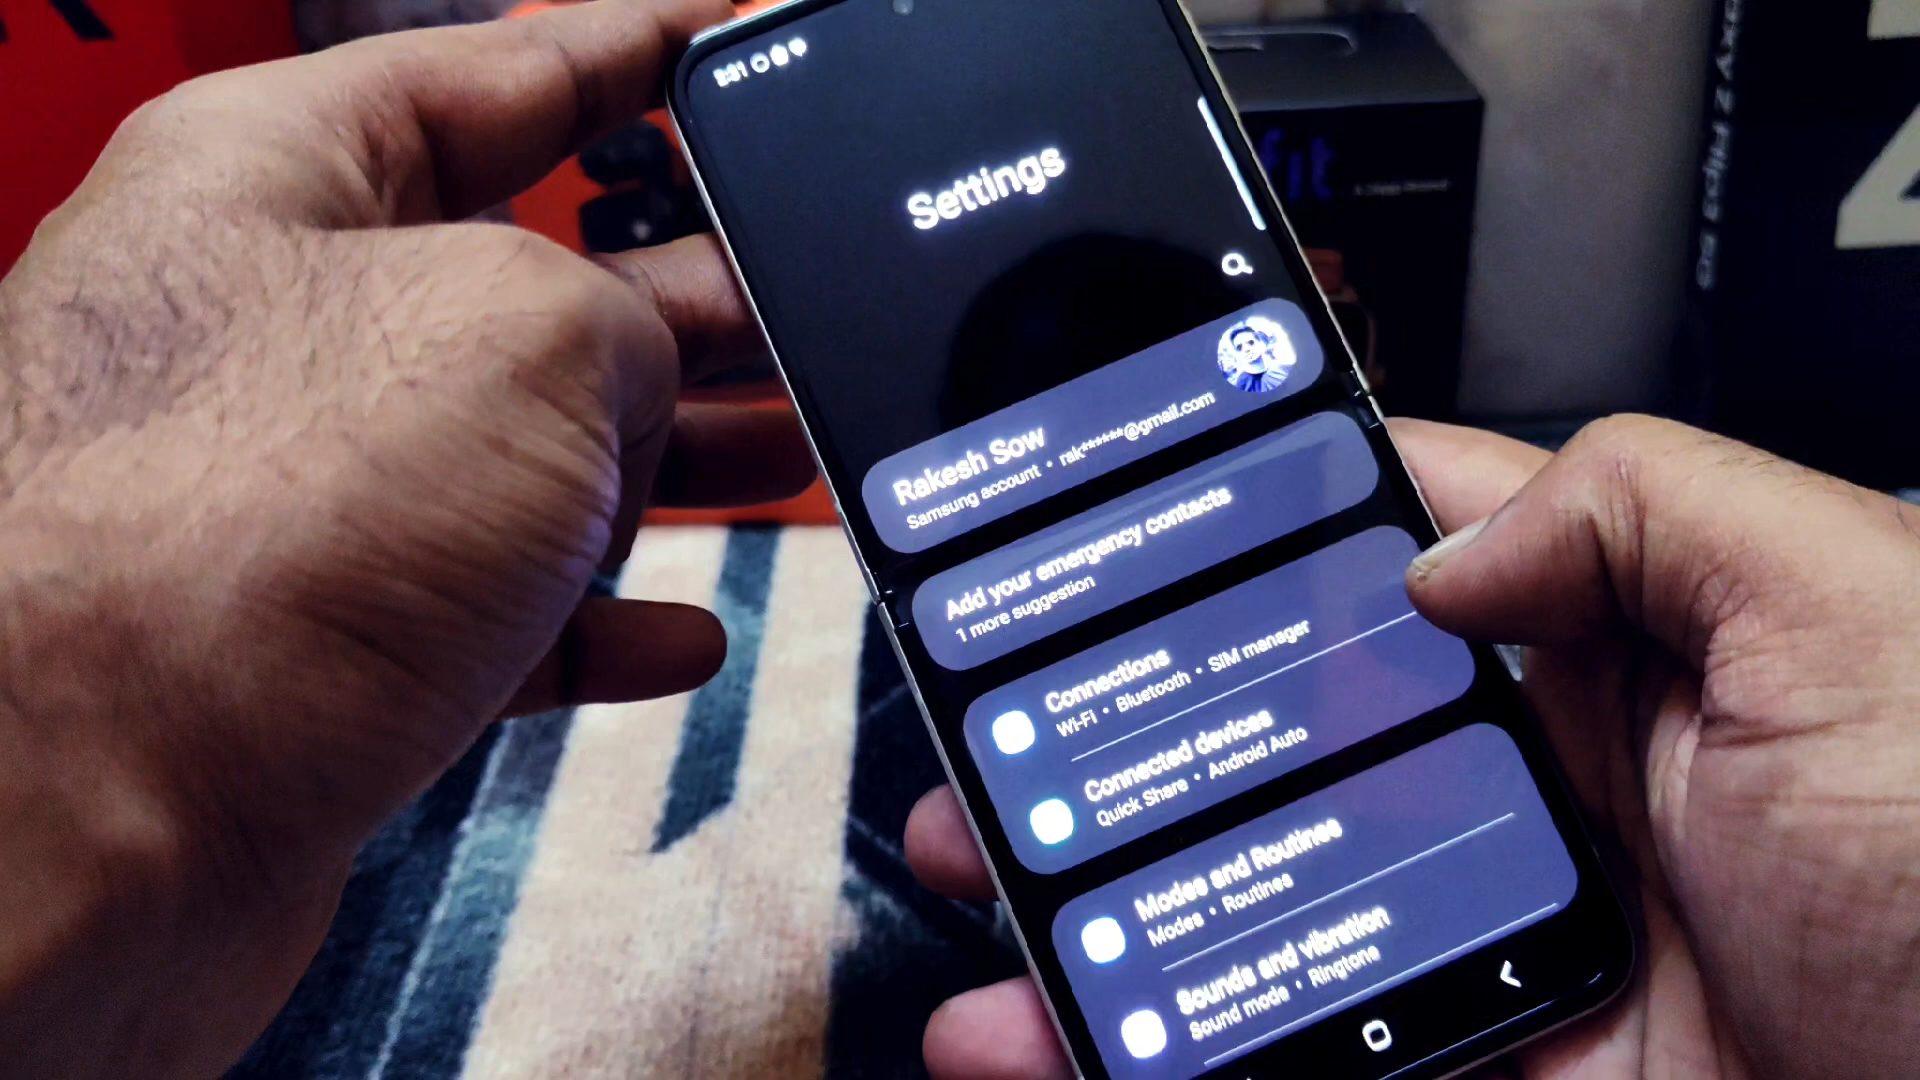 Settings
Rakesh Sow
Samsung account • rak******@gmail.com
Add your emergency contacts
1 more suggestion
Connections
Wi-Fi • Bluetooth • SIM manager
Connected devices
Quick Share • Android Auto
Modes and Routines
Modes • Routines
Sounds and vibration
Sound mode • Ringtone
fit